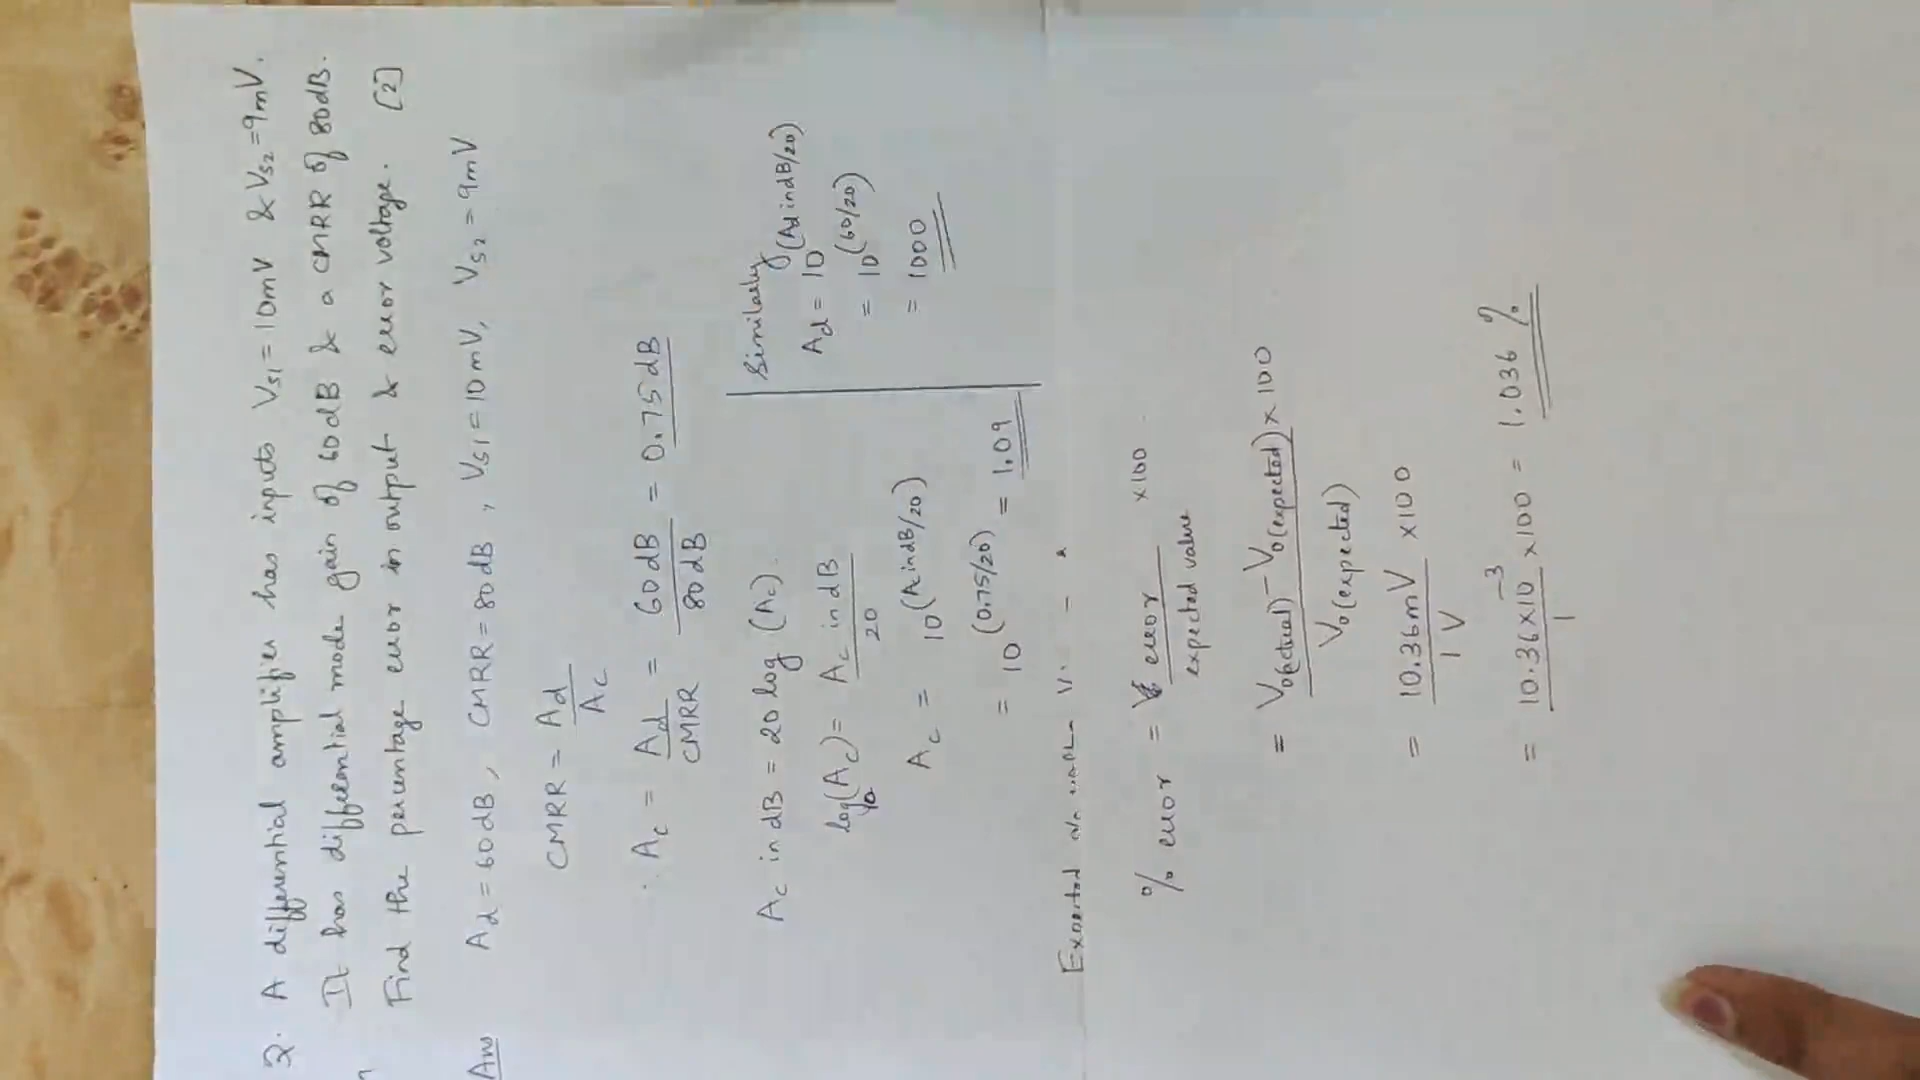 2. A differential amplifier has inputs Vs1 = 10mV & Vs2 = 9mV.
It has differential mode gain of 60dB & a CMRR of 80dB.
Find the percentage error in output & error voltage. [2]
Ans Ad = 60dB, CMRR = 80dB, Vs1 = 10mV, Vs2 = 9mV
CMRR = Ad/Ac
∴ Ac = Ad/CMRR = 60dB/80dB = 0.75dB
Ac in dB = 20 log (Ac).
log10(Ac) = Ac in dB/20
Ac = 10^(Ac in dB/20)
= 10^(0.75/20) = 1.09
Similarly
Ad = 10^(Ad in dB/20)
= 10^(60/20)
= 1000
% error = error/expected value x100
= Vo(actual) - Vo(expected)/Vo(expected) x 100
= 10.36mV/1V x100
= 10.36x10^-3/1 x100 = 1.036 %